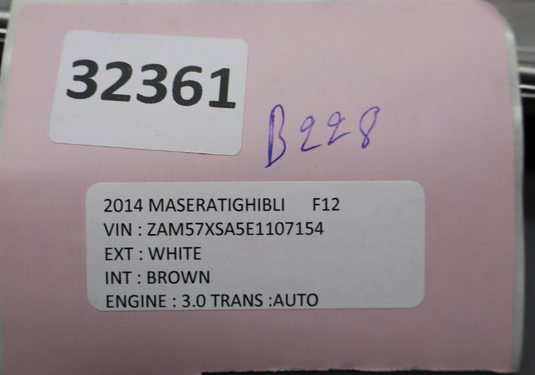 32361
B228
2014 MASERATIGHIBLI F12
VIN : ZAM57XSA5E1107154
EXT : WHITE
INT : BROWN
ENGINE : 3.0 TRANS :AUTO